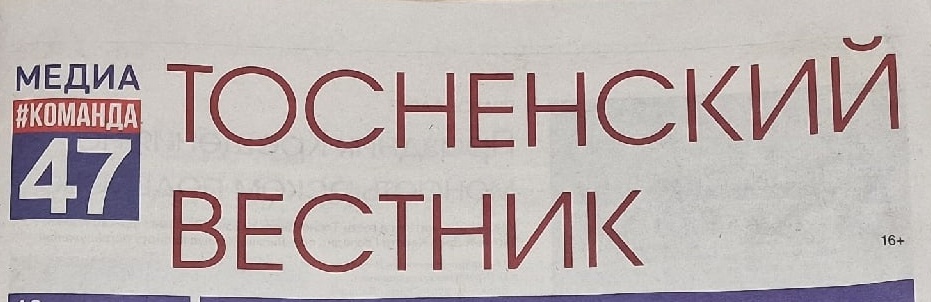 МЕДИА
#КОМАНДА
47
ТОСНЕНСКИЙ
ВЕСТНИК
16+